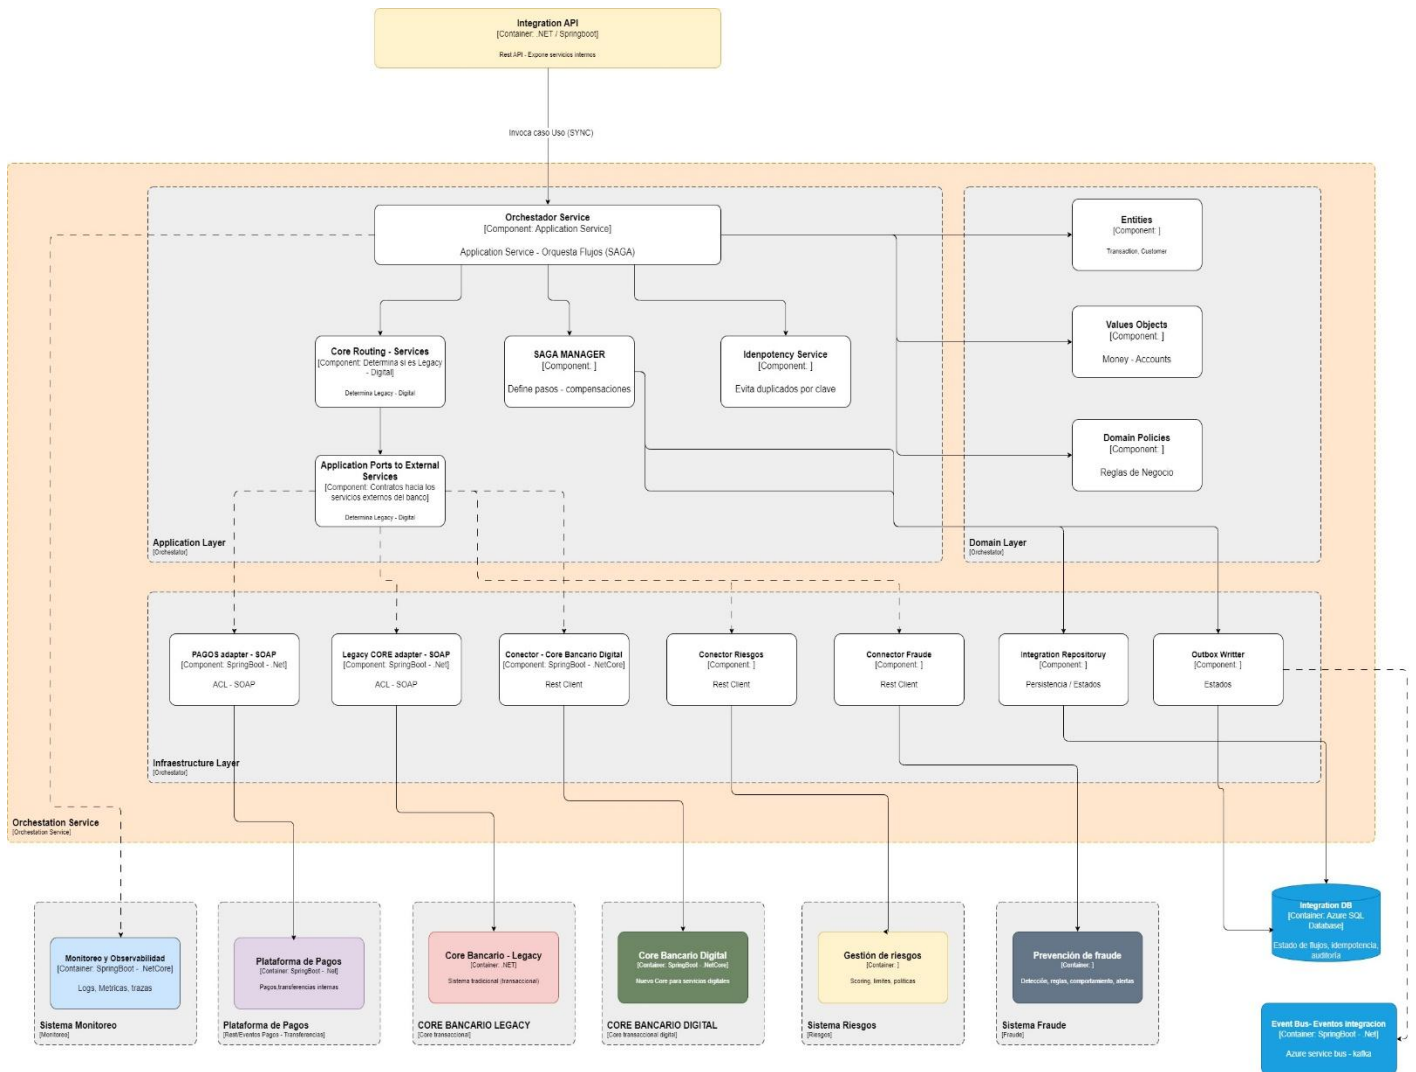 Integration API
[Container: .NET / Springboot]
Rest API - Expone servicios internos
Invoca caso Uso (SYNC)
Orchestador Service
[Component: Application Service]
Application Service - Orquesta Flujos (SAGA)
Entities
[Component: ]
Transaction, Customer
Core Routing - Services
[Component: Determina si es Legacy
- Digital]
Determina Legacy - Digital
SAGA MANAGER
[Component: ]
Define pasos - compensaciones
Idenpotency Service
[Component: ]
Evita duplicados por clave
Values Objects
[Component: ]
Money - Accounts
Domain Policies
[Component: ]
Reglas de Negocio
Application Ports to External
Services
[Component: Contratos hacia los
servicios externos del banco]
Determina Legacy - Digital
Application Layer
[Orchestrator]
Domain Layer
[Orchestrator]
PAGOS adapter - SOAP
[Component: SpringBoot - .Net]
ACL - SOAP
Legacy CORE adapter - SOAP
[Component: SpringBoot - .Net]
ACL - SOAP
Conector - Core Bancario Digital
[Component: SpringBoot - .NetCore]
Rest Client
Conector Riesgos
[Component: ]
Rest Client
Connector Fraude
[Component: ]
Rest Client
Integration Repositoruy
[Component: ]
Persistencia / Estados
Outbox Writter
[Component: ]
Estados
Infraestructure Layer
[Orchestrator]
Orchestation Service
[Orchestation Service]
Monitoreo y Observabilidad
[Container: SpringBoot - .NetCore]
Logs, Metricas, trazas
Sistema Monitoreo
[Monitoreo]
Plataforma de Pagos
[Container: SpringBoot - .Net]
Pagos,transferencias internas
Plataforma de Pagos
[Rest/Eventos Pagos - Transferencias]
Core Bancario - Legacy
[Container: .NET]
Sistema tradicional (transaccional)
CORE BANCARIO LEGACY
[Core transaccional]
Core Bancario Digital
[Container: SpringBoot - .NetCore]
Nuevo Core para servicios digitales
CORE BANCARIO DIGITAL
[Core transaccional digital]
Gestión de riesgos
[Container: ]
Scoring, limites, politicas
Sistema Riesgos
[Riesgos]
Prevención de fraude
[Container: ]
Detección, reglas, comportamiento, alertas
Sistema Fraude
[Fraude]
Integration DB
[Container: Azure SQL
Database]
Estado de flujos, idempotencia,
auditoría
Event Bus- Eventos integracion
[Container: SpringBoot - .Net]
Azure service bus - kafka